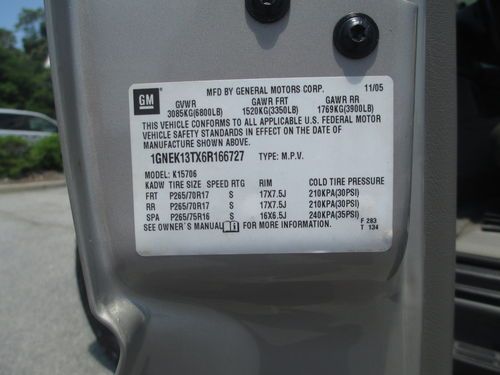 GM
MFD BY GENERAL MOTORS CORP. 11/05
GVWR GAWR FRT GAWR RR
3085KG(6800LB) 1520KG(3350LB) 1769KG(3900LB)
THIS VEHICLE CONFORMS TO ALL APPLICABLE U.S. FEDERAL MOTOR
VEHICLE SAFETY STANDARDS IN EFFECT ON THE DATE OF
MANUFACTURE SHOWN ABOVE.
1GNEK13TX6R166727 TYPE: M.P.V.
MODEL: K15706
KADW TIRE SIZE SPEED RTG RIM COLD TIRE PRESSURE
FRT P265/70R17 S 17X7.5J 210KPA(30PSI)
RR P265/70R17 S 17X7.5J 210KPA(30PSI)
SPA P265/75R16 S 16X6.5J 240KPA(35PSI)
SEE OWNER'S MANUAL i FOR MORE INFORMATION. F 283
T 134